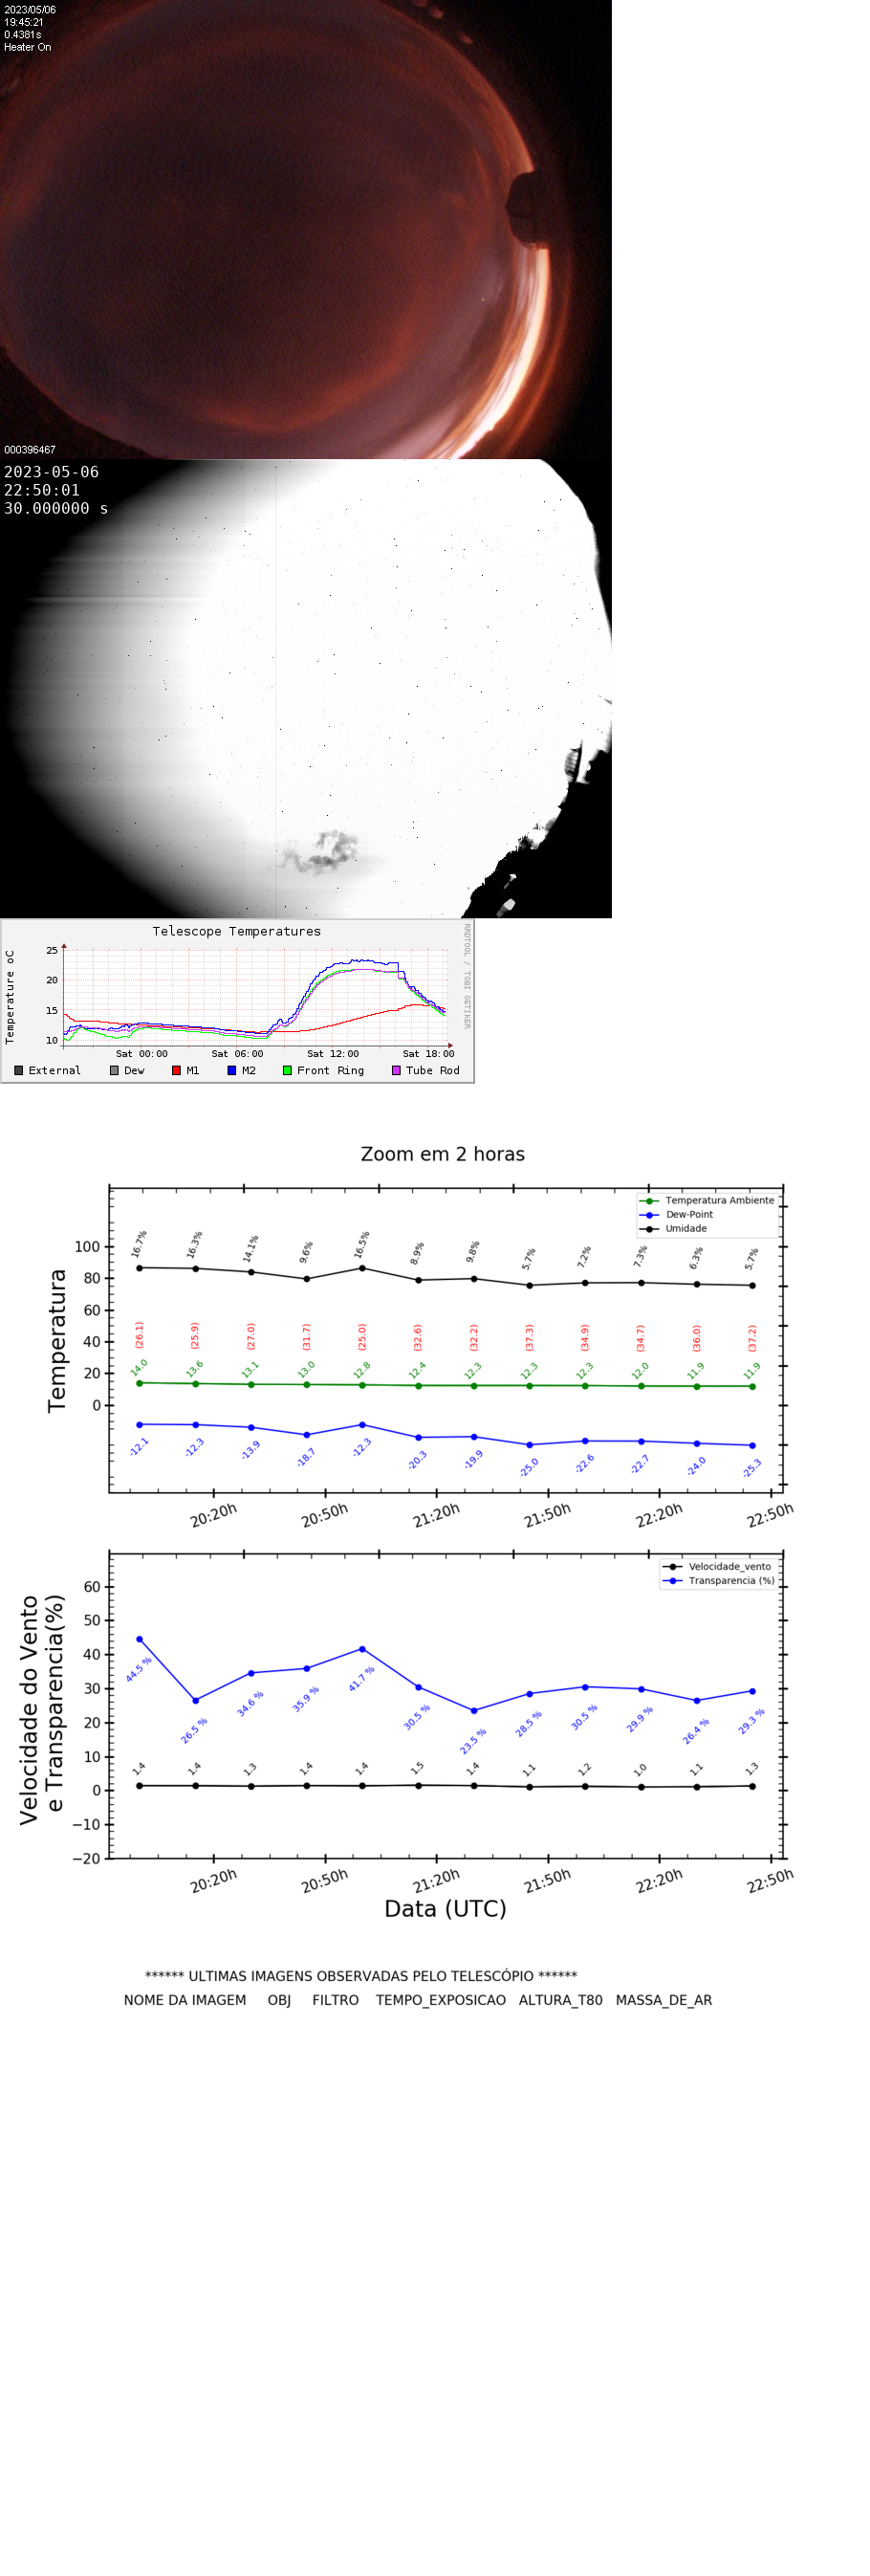 2023/05/06
19:45:21
0.4381s
Heater On
000396467
2023-05-06
22:50:01
30.000000 s
Telescope Temperatures
RRDTOOL / TOBI OETIKER
Temperature oC
25
20
15
10
Sat 00:00 Sat 06:00 Sat 12:00 Sat 18:00
External Dew M1 M2 Front Ring Tube Rod
Zoom em 2 horas
Temperatura Ambiente
Dew-Point
Umidade
Temperatura
100
80
60
40
20
0
16.7% 16.3% 14.1% 9.6% 16.5% 8.9% 9.8% 5.7% 7.2% 7.3% 6.3% 5.7%
(26.1) (25.9) (27.0) (31.7) (25.0) (32.6) (32.2) (37.3) (34.9) (34.7) (36.0) (37.2)
14.0 13.6 13.1 13.0 12.8 12.4 12.3 12.3 12.3 12.0 11.9 11.9
-12.1 -12.3 -13.9 -18.7 -12.3 -20.3 -19.9 -25.0 -22.6 -22.7 -24.0 -25.3
20:20h 20:50h 21:20h 21:50h 22:20h 22:50h
Velocidade_vento
Transparencia (%)
Velocidade do Vento
e Transparencia(%)
60
50
40
30
20
10
0
−10
−20
44.5 % 26.5 % 34.6 % 35.9 % 41.7 % 30.5 % 23.5 % 28.5 % 30.5 % 29.9 % 26.4 % 29.3 %
1.4 1.4 1.3 1.4 1.4 1.5 1.4 1.1 1.2 1.0 1.1 1.3
20:20h 20:50h 21:20h 21:50h 22:20h 22:50h
Data (UTC)
****** ULTIMAS IMAGENS OBSERVADAS PELO TELESCÓPIO ******
NOME DA IMAGEM OBJ FILTRO TEMPO_EXPOSICAO ALTURA_T80 MASSA_DE_AR